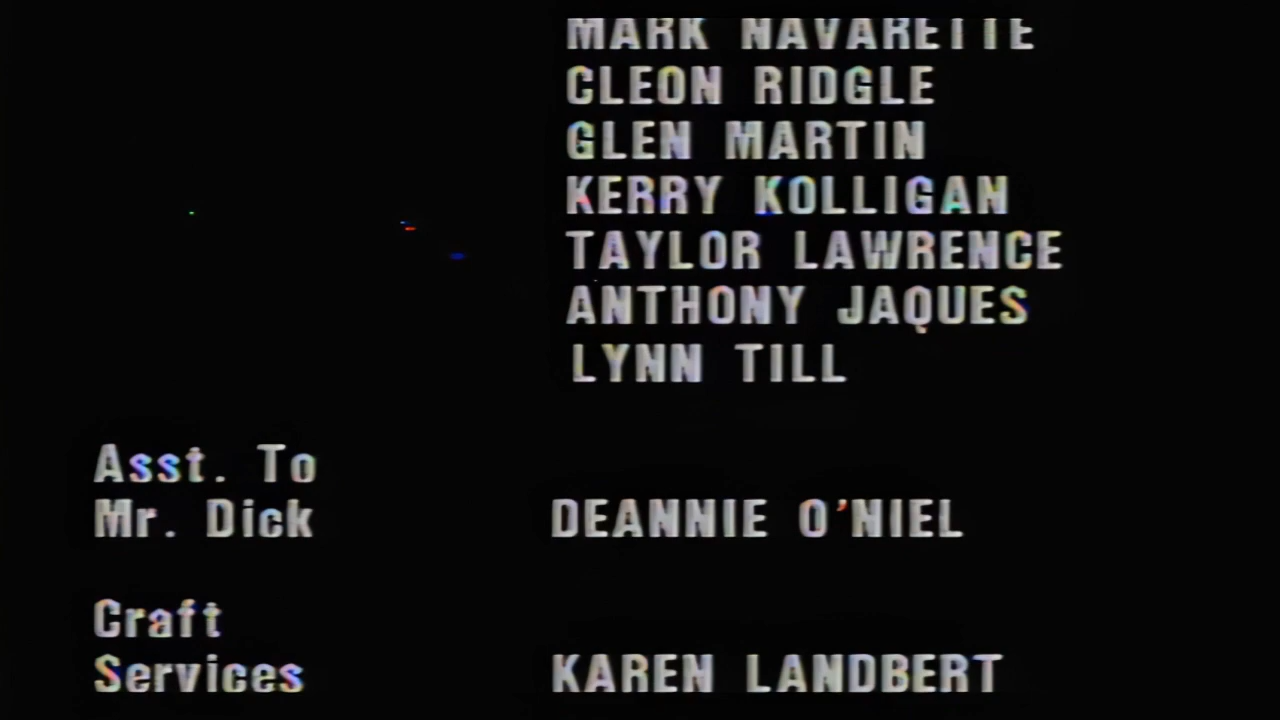 MARK NAVARETTE
CLEON RIDGLE
GLEN MARTIN
KERRY KOLLIGAN
TAYLOR LAWRENCE
ANTHONY JAQUES
LYNN TILL
Asst. To
Mr. Dick DEANNIE O'NIEL
Craft
Services KAREN LANDBERT